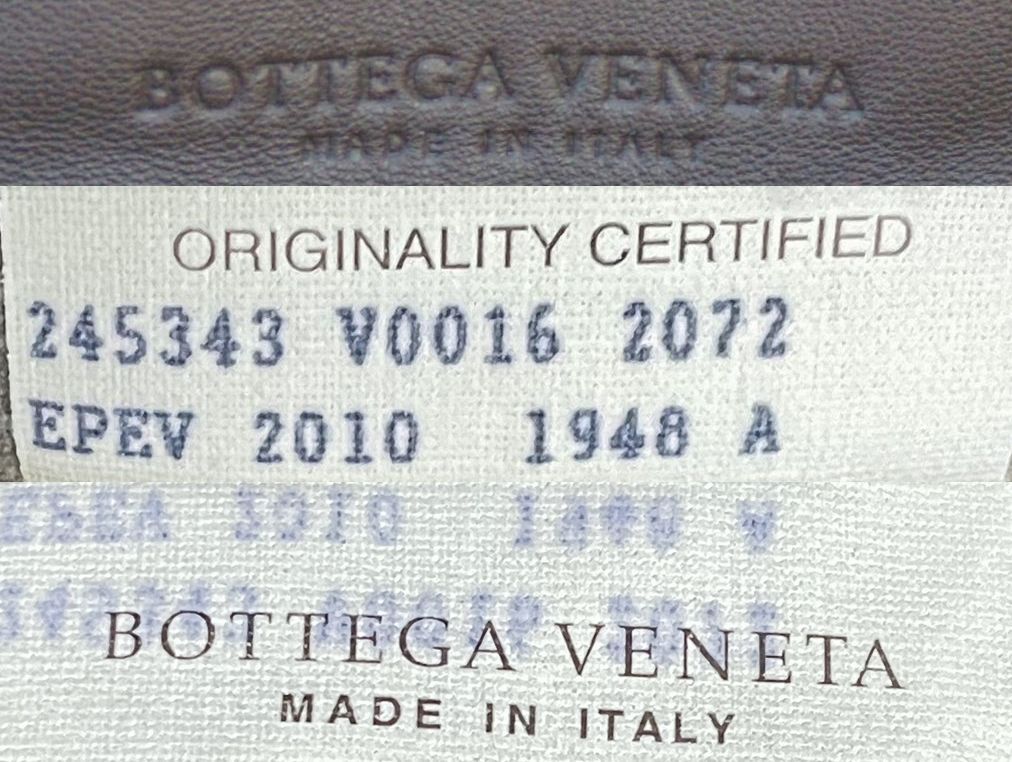 BOTTEGA VENETA
MADE IN ITALY
ORIGINALITY CERTIFIED
245343 V0016 2072
EPEV 2010 1948 A
BOTTEGA VENETA
MADE IN ITALY